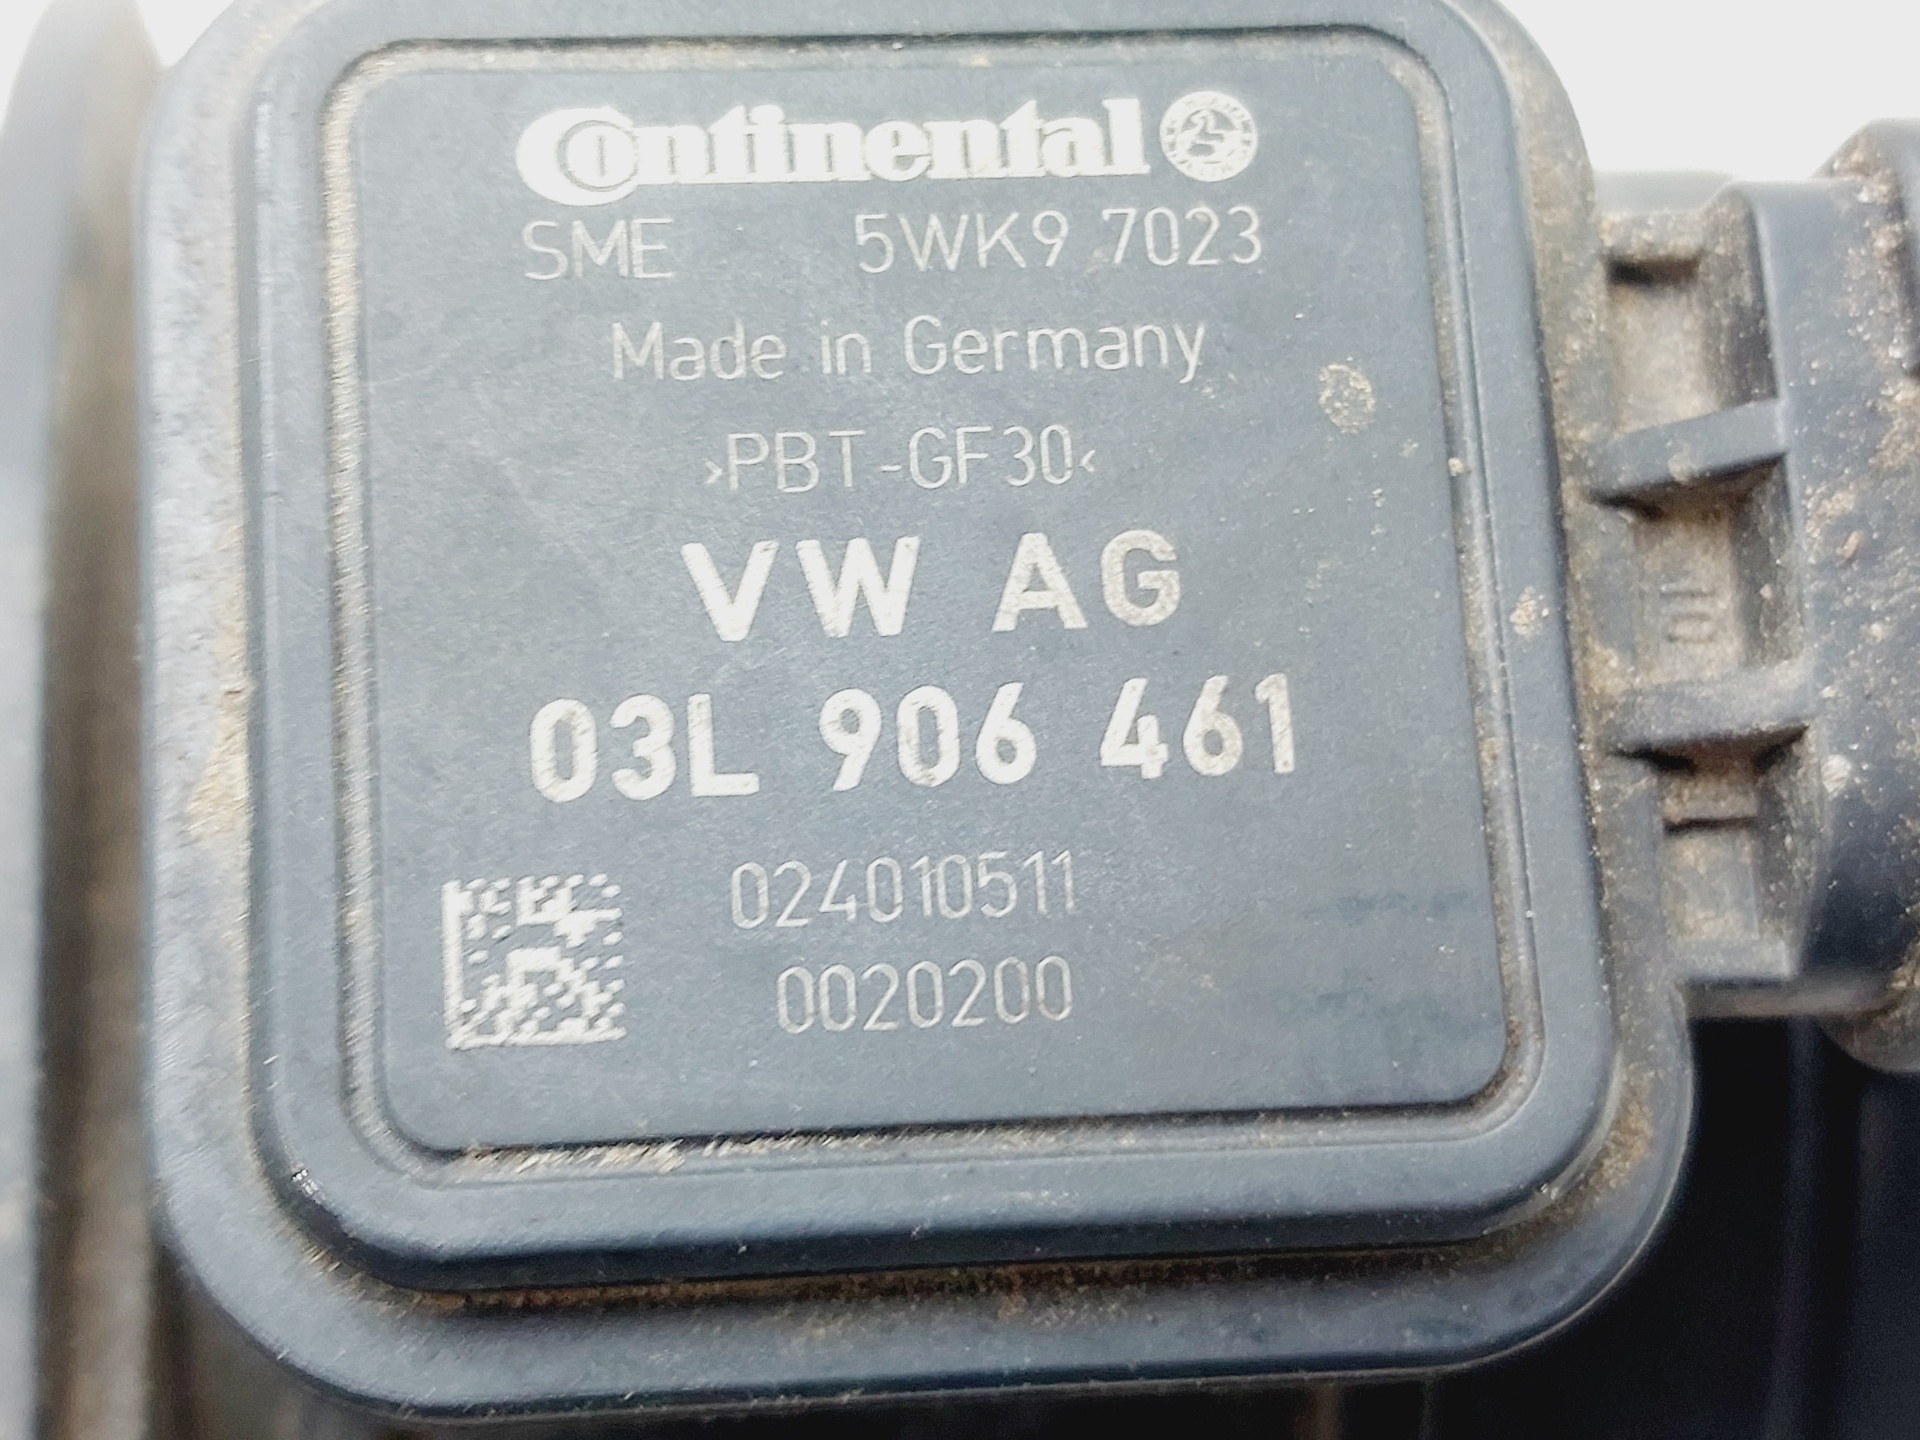 Continental
SME 5WK9 7023
Made in Germany
>PBT-GF30<
VW AG
03L 906 461
024010511
0020200